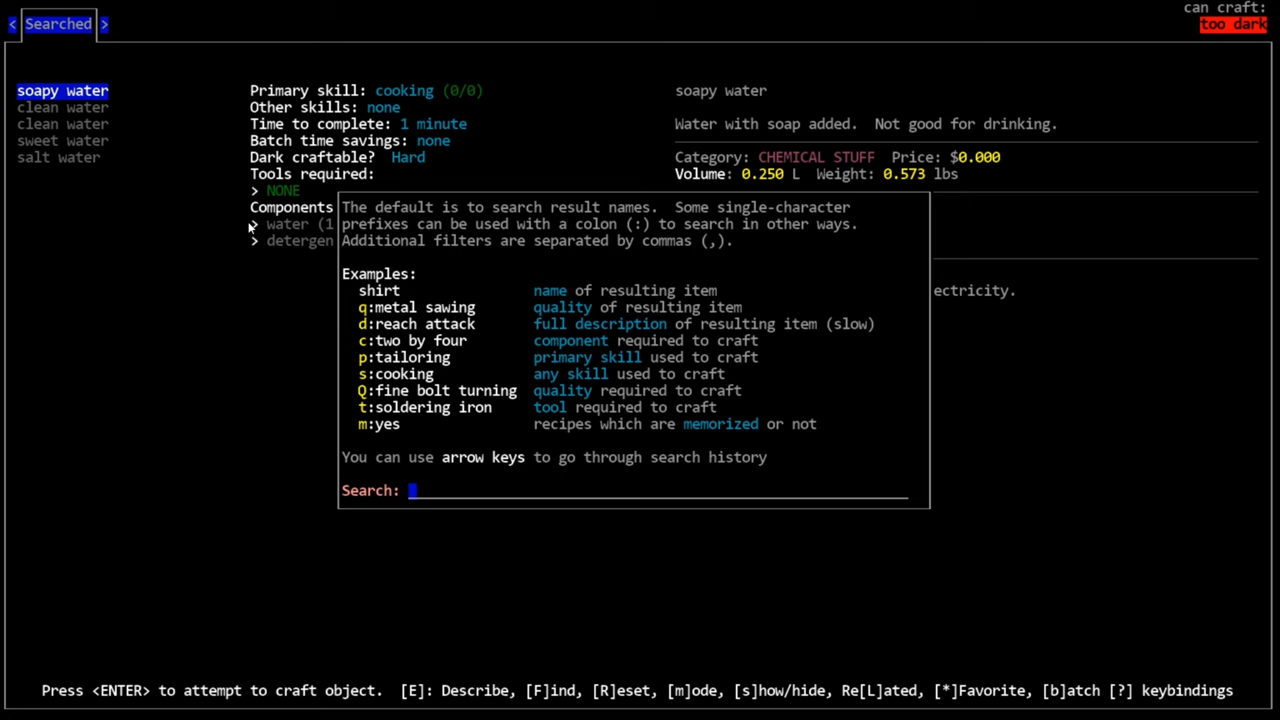 can craft:
< Searched >
too dark
soapy water
clean water
clean water
sweet water
salt water
Primary skill: cooking (0/0)
Other skills: none
Time to complete: 1 minute
Batch time savings: none
Dark craftable? Hard
Tools required:
> NONE
Components
> water (1
> detergen
soapy water
Water with soap added. Not good for drinking.
Category: CHEMICAL STUFF Price: $0.000
Volume: 0.250 L Weight: 0.573 lbs
ectricity.
The default is to search result names. Some single-character
prefixes can be used with a colon (:) to search in other ways.
Additional filters are separated by commas (,).
Examples:
shirt name of resulting item
q:metal sawing quality of resulting item
d:reach attack full description of resulting item (slow)
c:two by four component required to craft
p:tailoring primary skill used to craft
s:cooking any skill used to craft
Q:fine bolt turning quality required to craft
t:soldering iron tool required to craft
m:yes recipes which are memorized or not
You can use arrow keys to go through search history
Search:
Press <ENTER> to attempt to craft object. [E]: Describe, [F]ind, [R]eset, [m]ode, [s]how/hide, Re[L]ated, [*]Favorite, [b]atch [?] keybindings